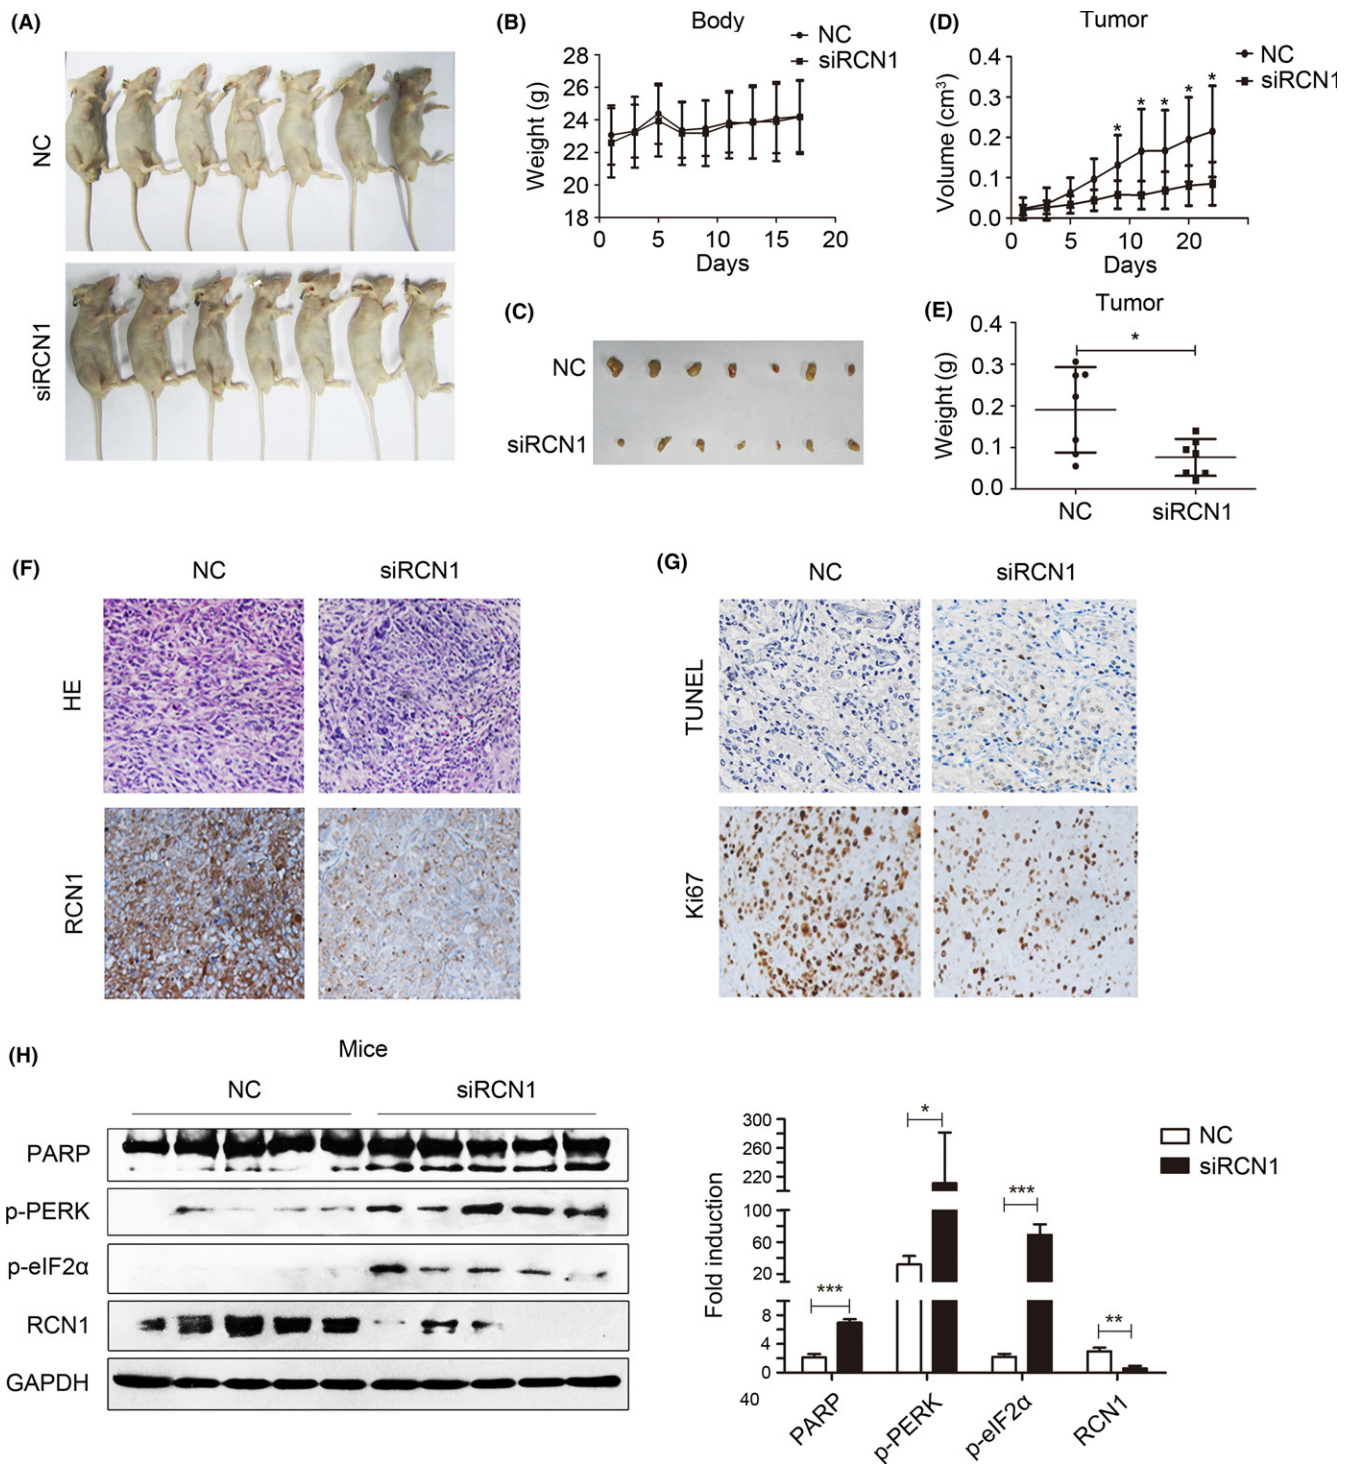 (A)
NC
siRCN1
(B)
Body
NC
siRCN1
Weight (g)
28
26
24
22
20
18
0 5 10 15 20
Days
(C)
NC
siRCN1
(D)
Tumor
NC
siRCN1
Volume (cm³)
0.4
0.3
0.2
0.1
0.0
* * * * *
0 5 10 20
Days
(E)
Tumor
Weight (g)
0.4
0.3
0.2
0.1
0.0
*
NC siRCN1
(F)
NC siRCN1
HE
RCN1
(G)
NC siRCN1
TUNEL
Ki67
(H)
Mice
NC siRCN1
PARP
p-PERK
p-eIF2α
RCN1
GAPDH
Fold induction
300
260
220
100
60
20
8
4
0
40
*** * *** **
NC
siRCN1
PARP
p-PERK
p-eIF2α
RCN1